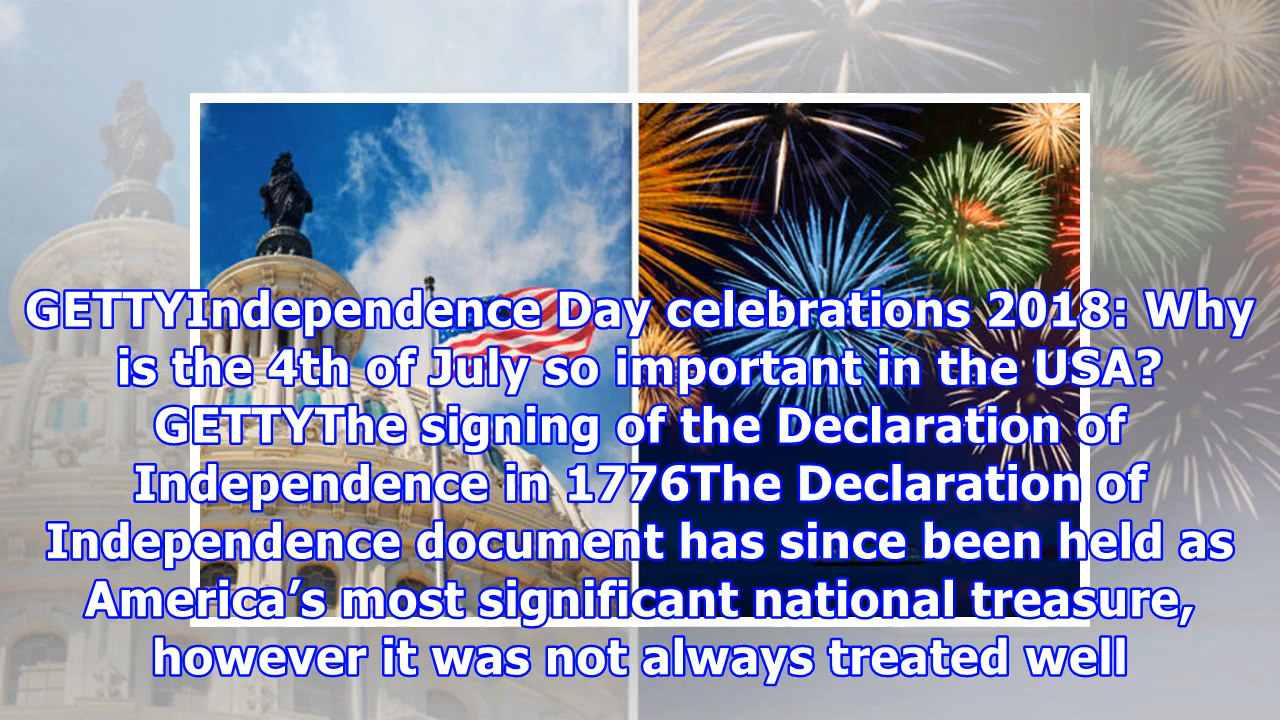 GETTYIndependence Day celebrations 2018: Why
is the 4th of July so important in the USA?
GETTYThe signing of the Declaration of
Independence in 1776The Declaration of
Independence document has since been held as
America’s most significant national treasure,
however it was not always treated well